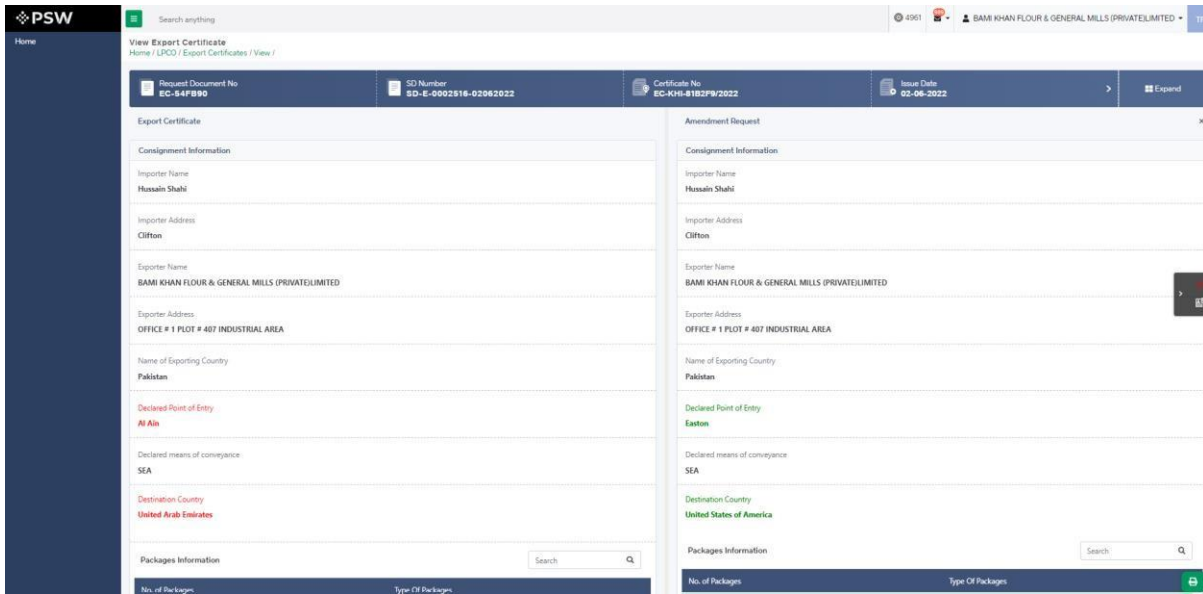 PSW
Search anything
4961
BAMI KHAN FLOUR & GENERAL MILLS (PRIVATE)LIMITED
Home
View Export Certificate
Home / LPCO / Export Certificates / View /
Request Document No
EC-54FB90
SD Number
SD-E-0002516-02062022
Certificate No
EC-KHI-81B2F9/2022
Issue Date
02-06-2022
Expand
Export Certificate
Consignment Information
Importer Name
Hussain Shahi
Importer Address
Clifton
Exporter Name
BAMI KHAN FLOUR & GENERAL MILLS (PRIVATE)LIMITED
Exporter Address
OFFICE # 1 PLOT # 407 INDUSTRIAL AREA
Name of Exporting Country
Pakistan
Declared Point of Entry
Al Ain
Declared means of conveyance
SEA
Destination Country
United Arab Emirates
Packages Information
Search
No. of Packages
Type Of Packages
Amendment Request
Consignment Information
Importer Name
Hussain Shahi
Importer Address
Clifton
Exporter Name
BAMI KHAN FLOUR & GENERAL MILLS (PRIVATE)LIMITED
Exporter Address
OFFICE # 1 PLOT # 407 INDUSTRIAL AREA
Name of Exporting Country
Pakistan
Declared Point of Entry
Easton
Declared means of conveyance
SEA
Destination Country
United States of America
Packages Information
Search
No. of Packages
Type Of Packages